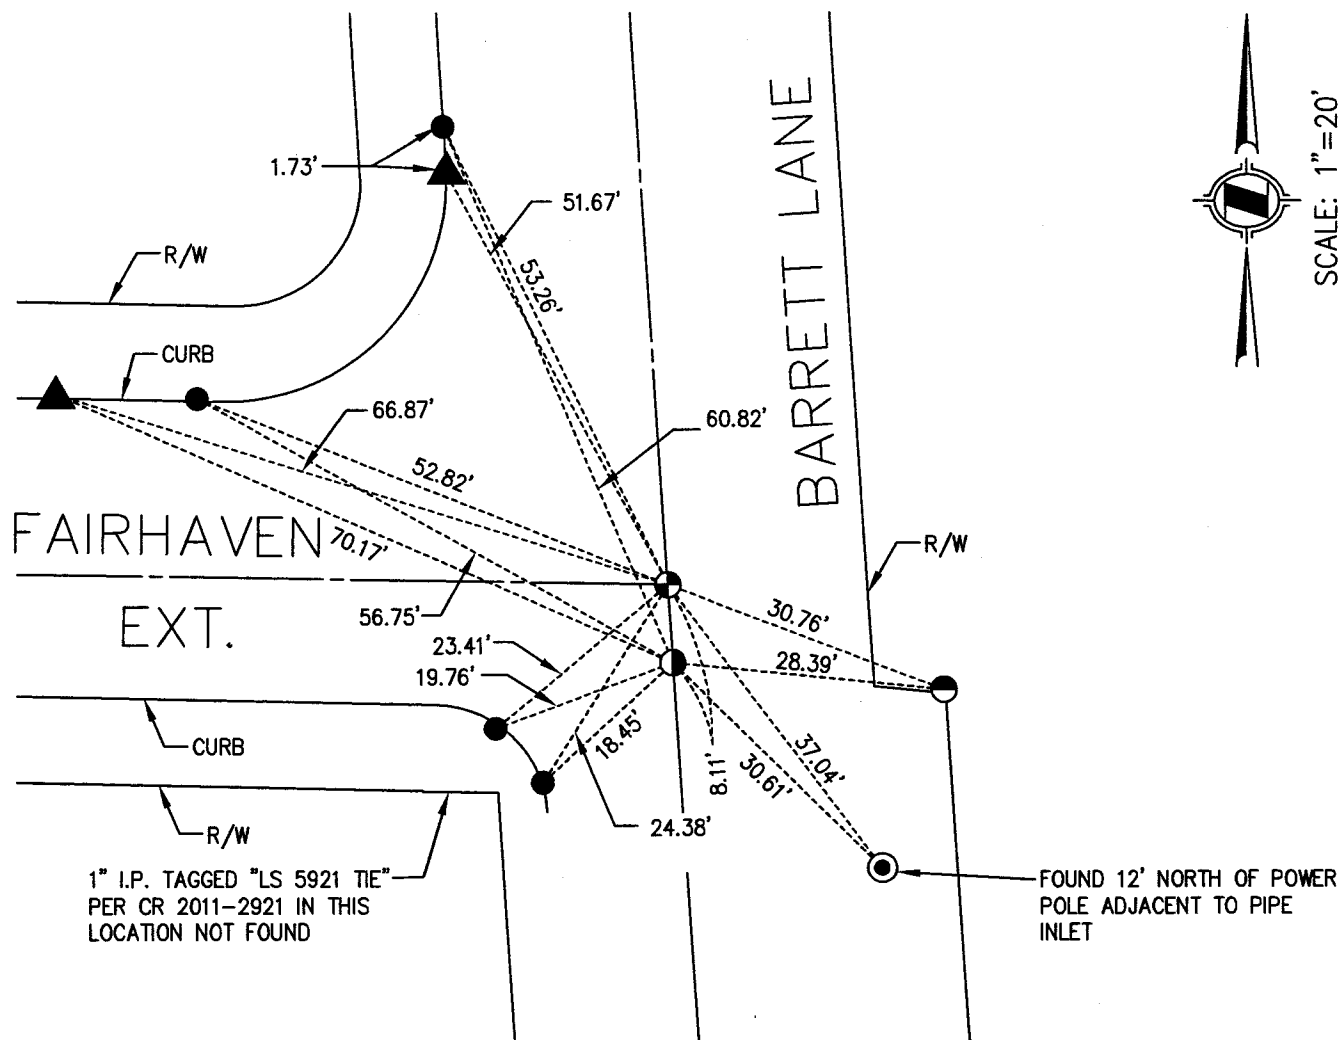 1.73'
51.67'
R/W
53.26'
CURB
66.87'
60.82'
52.82'
BARRETT LANE
SCALE: 1"=20'
FAIRHAVEN
EXT.
70.17'
56.75'
R/W
30.76'
23.41'
28.39'
19.76'
18.45'
CURB
37.04'
8.11'
30.61'
24.38'
R/W
1" I.P. TAGGED "LS 5921 TIE"
PER CR 2011-2921 IN THIS
LOCATION NOT FOUND
FOUND 12' NORTH OF POWER
POLE ADJACENT TO PIPE
INLET